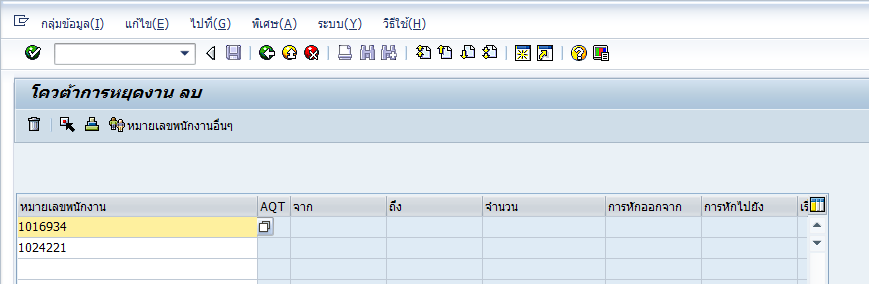 กลุ่มข้อมูล(I) แก้ไข(E) ไปที่(G) พิเศษ(A) ระบบ(Y) วิธีใช้(H)
โควต้าการหยุดงาน ลบ
หมายเลขพนักงานอื่นๆ
หมายเลขพนักงาน AQT จาก ถึง จำนวน การหักออกจาก การหักไปยัง
1016934
1024221